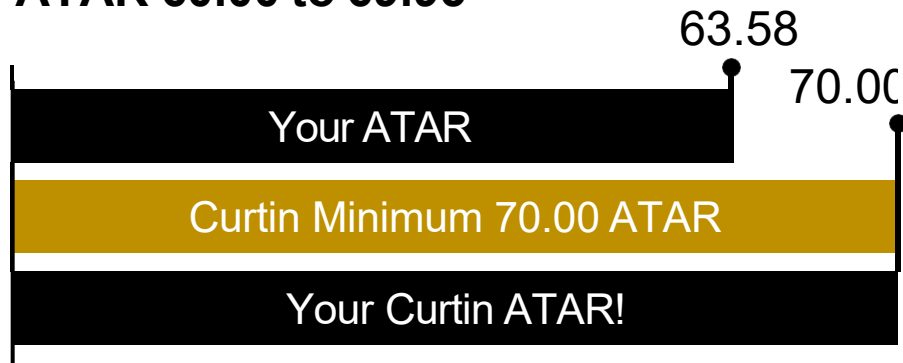 63.58
70.00
Your ATAR
Curtin Minimum 70.00 ATAR
Your Curtin ATAR!